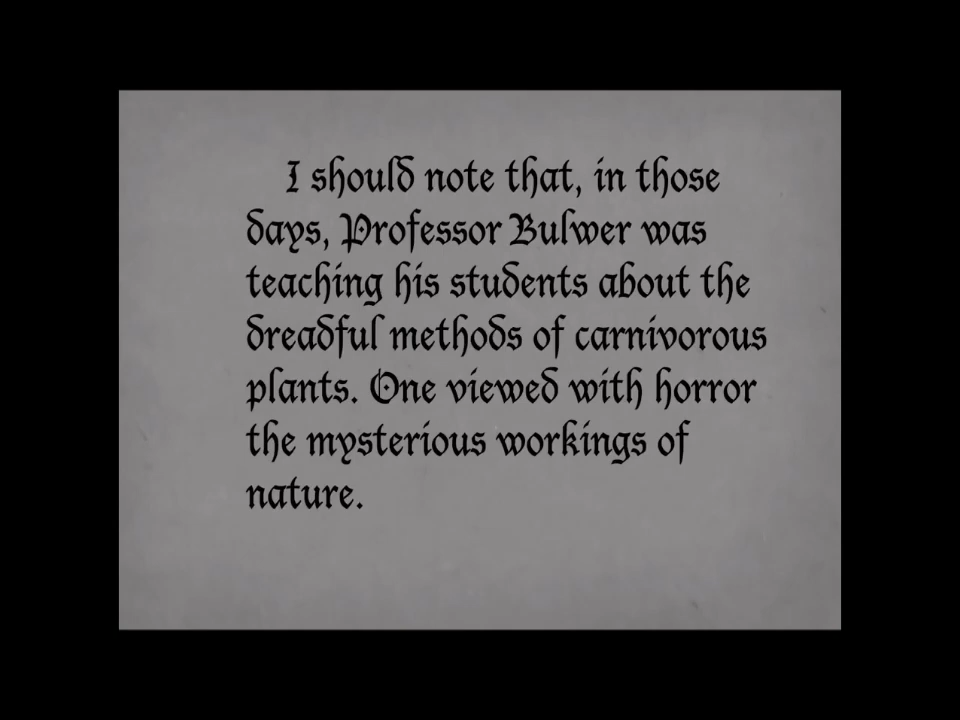 I should note that, in those
days, Professor Bulwer was
teaching his students about the
dreadful methods of carnivorous
plants. One viewed with horror
the mysterious workings of
nature.